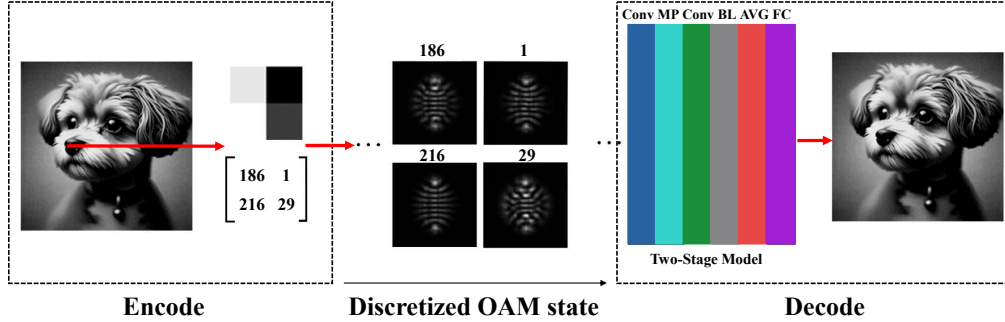 Conv MP Conv BL AVG FC
186 1
216 29
186 1
216 29
Two-Stage Model
Encode
Discretized OAM state
Decode